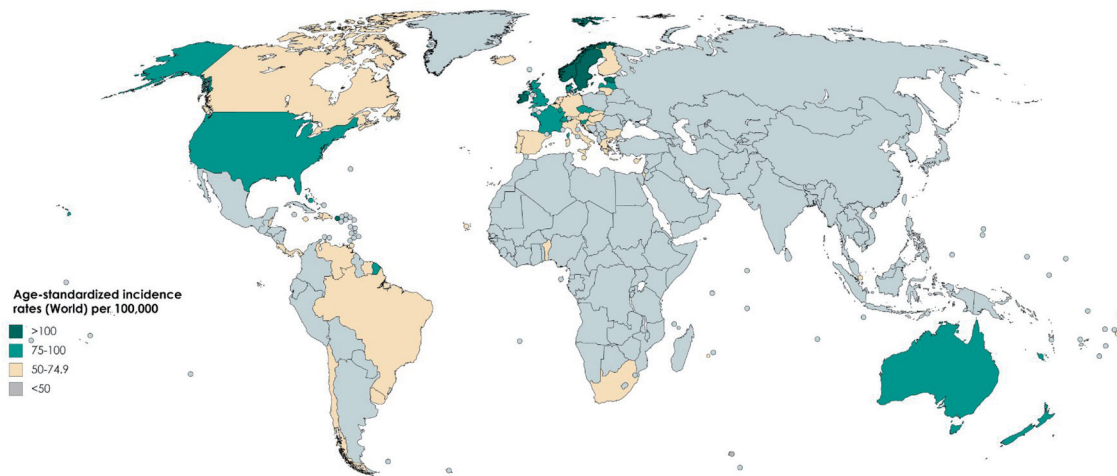 Age-standardized incidence
rates (World) per 100,000
>100
75-100
50-74.9
<50